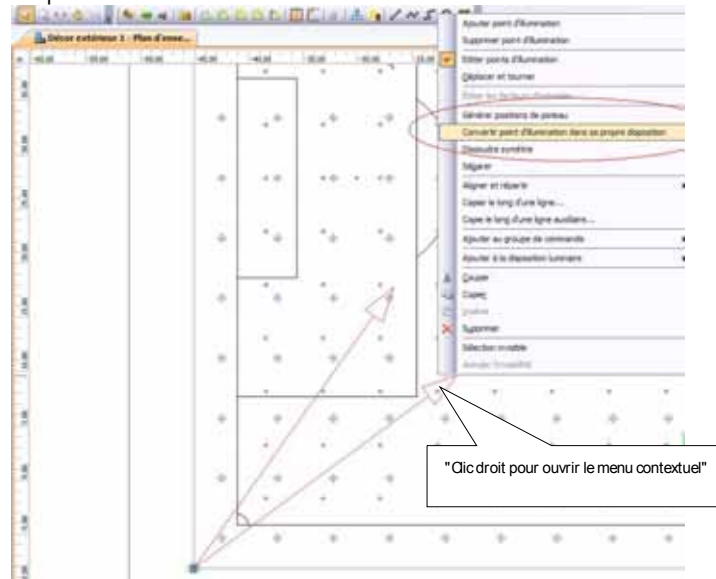 Décor extérieur 1 - Plan d'ense...
Ajouter point d'illumination
Supprimer point d'illumination
Editer points d'illumination
Déplacer et tourner
Générer positions de poteau
Convertir point d'illumination dans sa propre disposition
Dissoudre symétrie
Séparer
Aligner et répartir
Copier le long d'une ligne...
Copie le long d'une ligne auxiliaire...
Ajouter au groupe de commande
Ajouter à la disposition luminaire
Couper
Copier
Supprimer
Sélection invisible
"Clic droit pour ouvrir le menu contextuel"